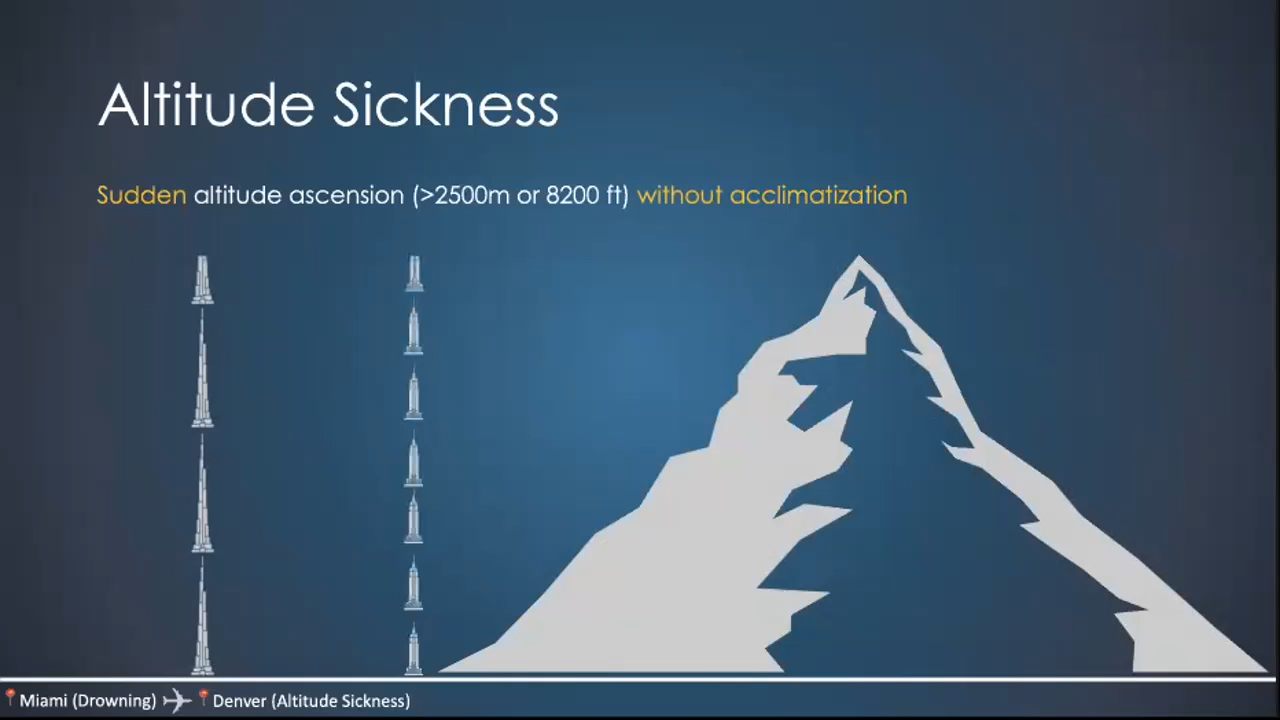 Altitude Sickness
Sudden altitude ascension (>2500m or 8200 ft) without acclimatization
Miami (Drowning) Denver (Altitude Sickness)